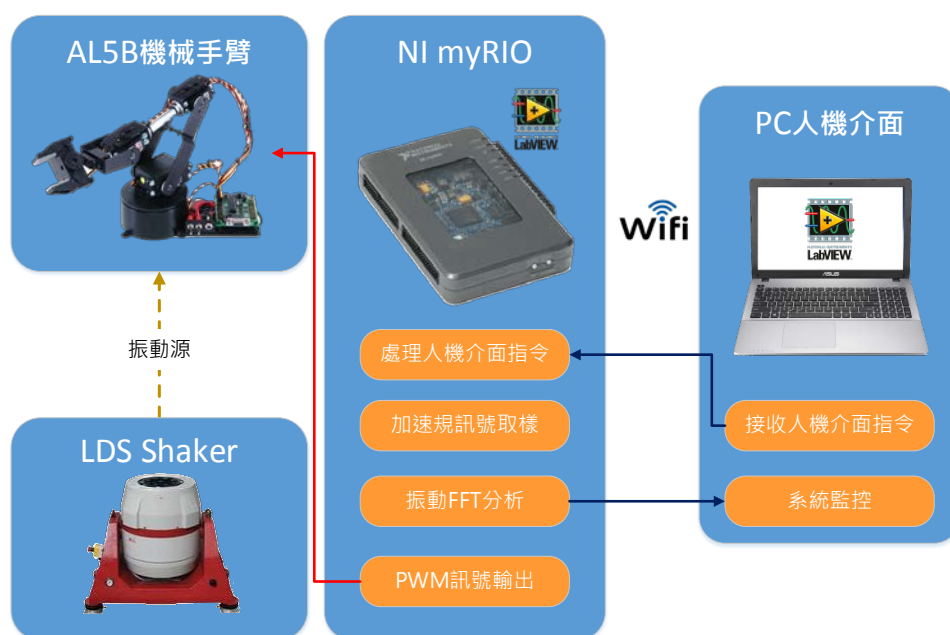 AL5B機械手臂
振動源
LDS Shaker
NI myRIO
LabVIEW
處理人機介面指令
加速規訊號取樣
振動FFT分析
PWM訊號輸出
Wifi
PC人機介面
NATIONAL INSTRUMENTS
LabVIEW
ASUS
接收人機介面指令
系統監控